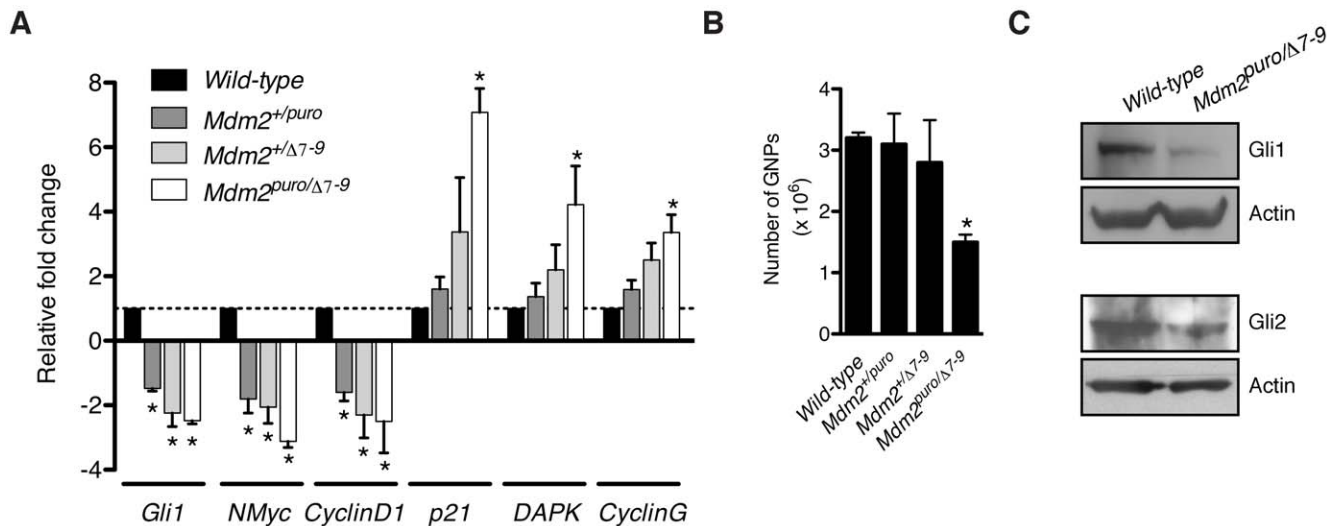 A
Wild-type
Mdm2+/puro
Mdm2+/Δ7-9
Mdm2puro/Δ7-9
Relative fold change
8
6
4
2
0
-2
-4
*
*
*
*
*
*
*
*
*
*
*
*
Gli1 NMyc CyclinD1 p21 DAPK CyclinG
B
Number of GNPs
(x 10⁶)
4
3
2
1
0
*
Wild-type
Mdm2+/puro
Mdm2+/Δ7-9
Mdm2puro/Δ7-9
C
Wild-type
Mdm2puro/Δ7-9
Gli1
Actin
Gli2
Actin